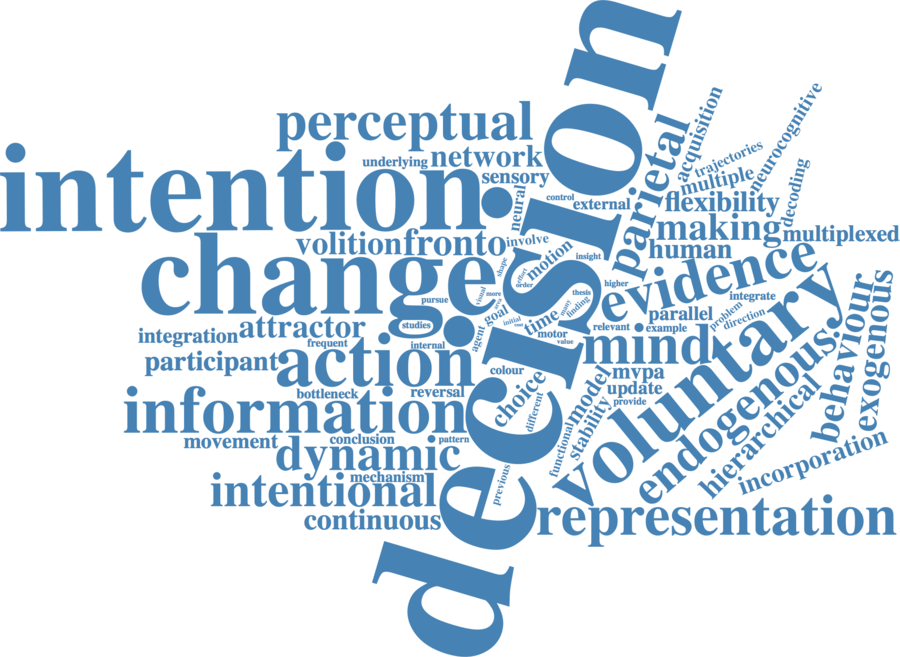 decision
perceptual
intention
underlying
network
sensory
change
volition
fronto
involve
neural
control
external
motion
insight
shape
effort
order
visual
more
area
pursue
goal
initial
agent
time
many
finding
thesis
higher
parietal
acquisition
trajectories
multiple
neurocognitive
decoding
flexibility
making
multiplexed
human
evidence
integrate
parallel
problem
direction
relevant
example
motor
value
mind
voluntary
behaviour
exogenous
endogenous
hierarchical
incorporation
representation
integration
attractor
studies
frequent
internal
participant
action
bottleneck
reversal
colour
choice
different
model
mvpa
update
provide
stability
functional
information
movement
conclusion
pattern
dynamic
mechanism
intentional
previous
continuous